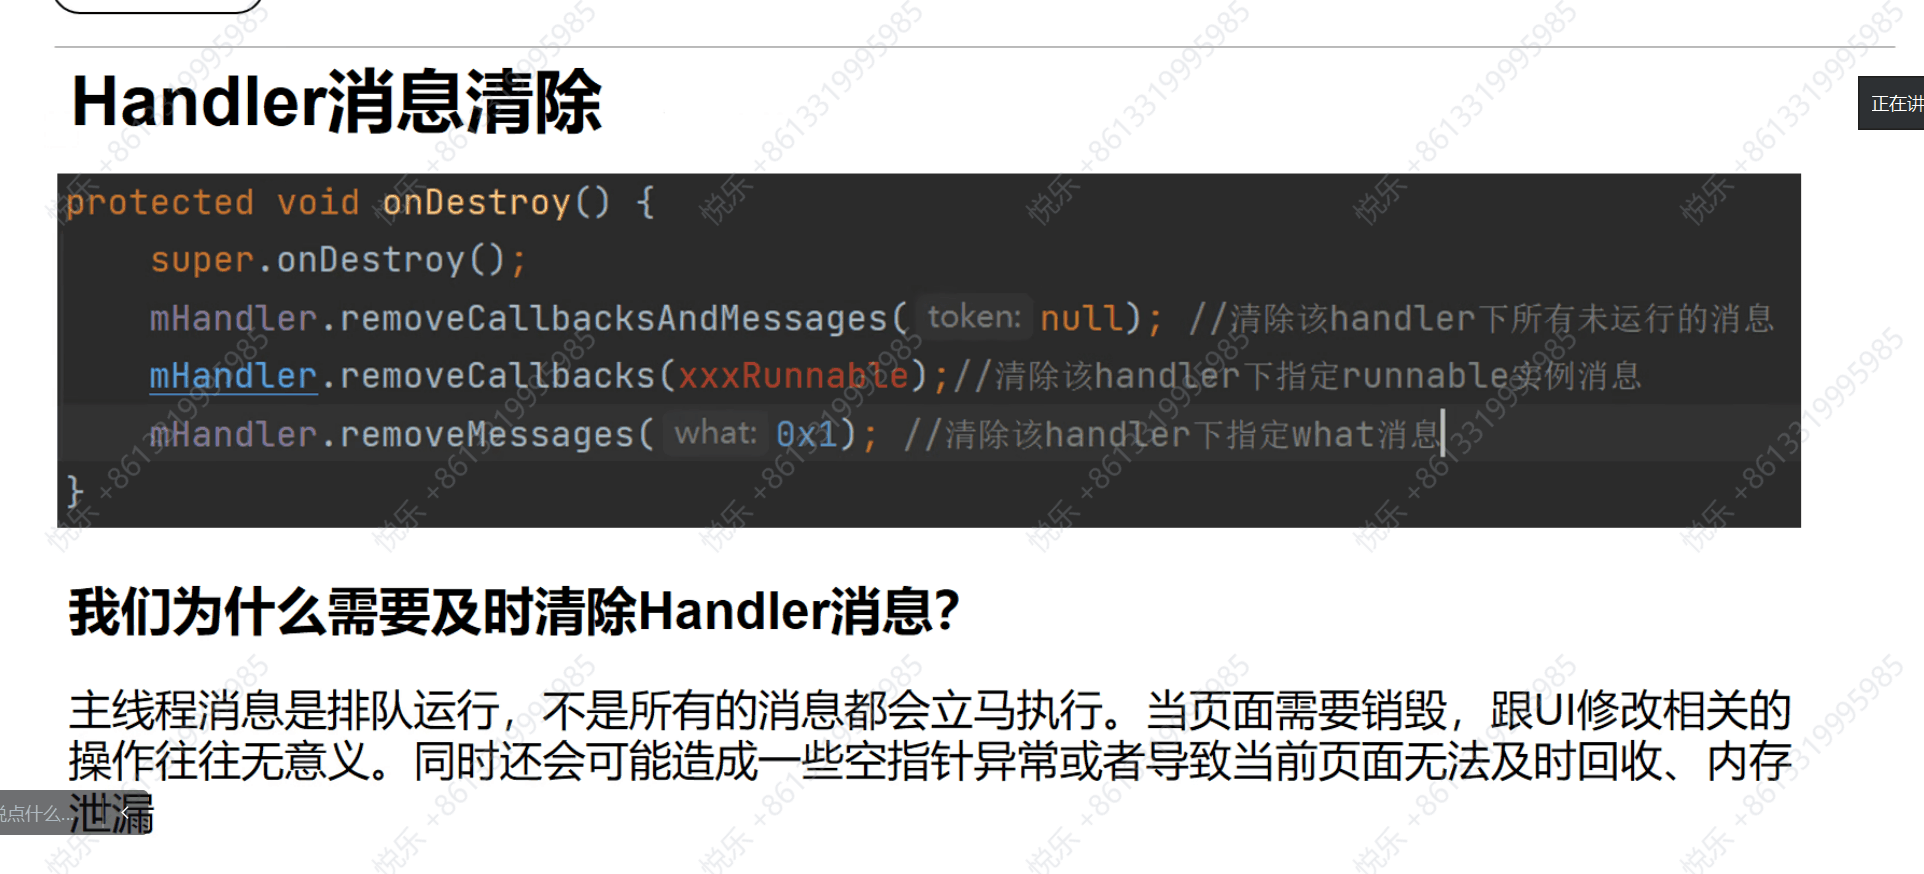 Handler消息清除
正在讲
protected void onDestroy() {
super.onDestroy();
mHandler.removeCallbacksAndMessages( token: null); //清除该handler下所有未运行的消息
mHandler.removeCallbacks(xxxRunnable);//清除该handler下指定runnable实例消息
mHandler.removeMessages( what: 0x1); //清除该handler下指定what消息
}
我们为什么需要及时清除Handler消息?
主线程消息是排队运行，不是所有的消息都会立马执行。当页面需要销毁，跟UI修改相关的
操作往往无意义。同时还会可能造成一些空指针异常或者导致当前页面无法及时回收、内存
泄漏
说点什么...
悦乐 +8613319995985